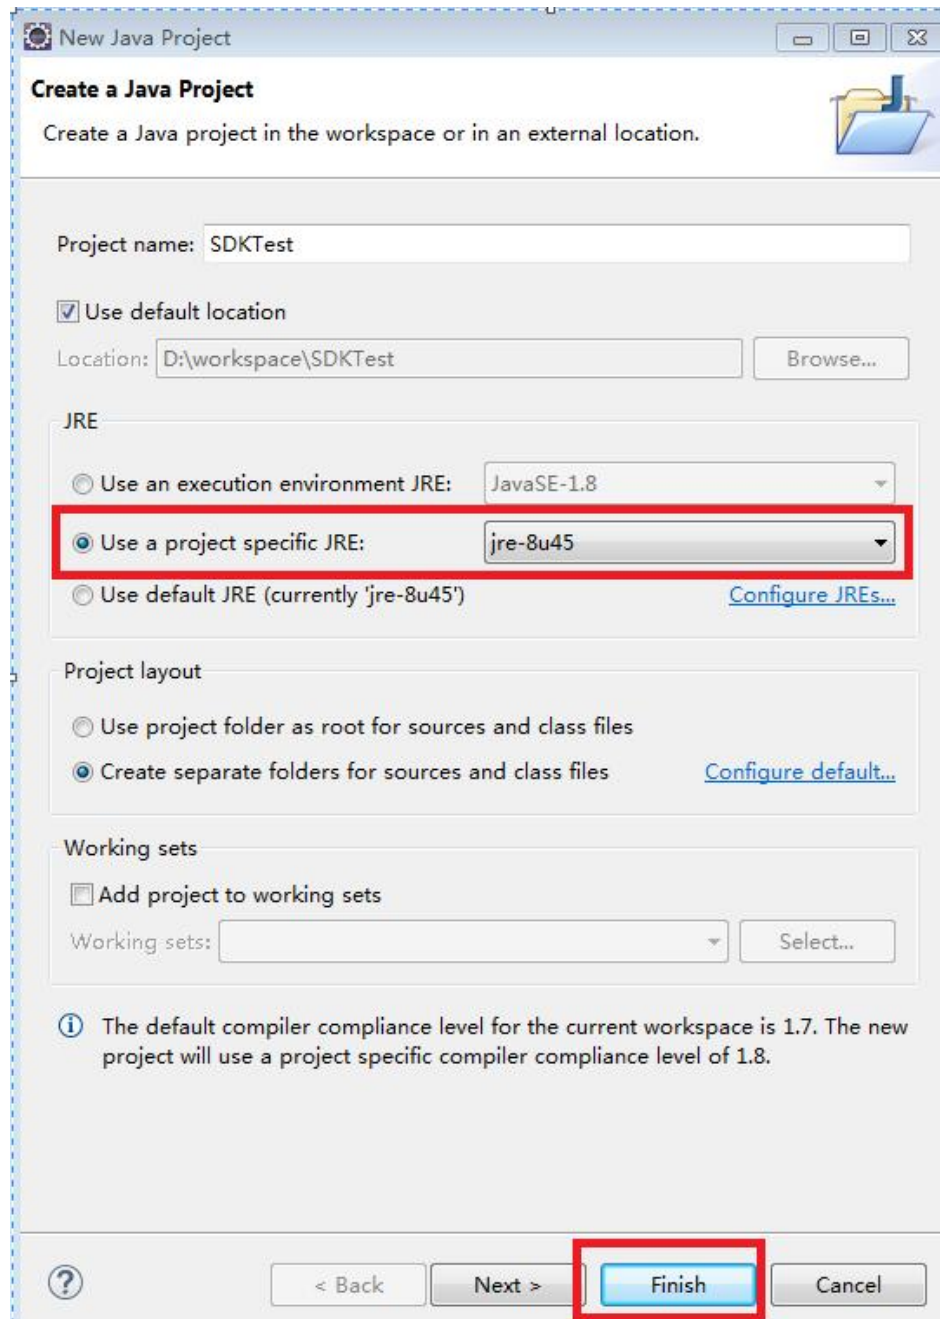 New Java Project
Create a Java Project
Create a Java project in the workspace or in an external location.
Project name: SDKTest
Use default location
Location: D:\workspace\SDKTest Browse...
JRE
Use an execution environment JRE: JavaSE-1.8
Use a project specific JRE: jre-8u45
Use default JRE (currently 'jre-8u45') Configure JREs...
Project layout
Use project folder as root for sources and class files
Create separate folders for sources and class files Configure default...
Working sets
Add project to working sets
Working sets: Select...
The default compiler compliance level for the current workspace is 1.7. The new
project will use a project specific compiler compliance level of 1.8.
? < Back Next > Finish Cancel